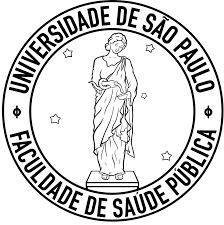 UNIVERSIDADE DE SÃO PAULO
FACULDADE DE SAÚDE PÚBLICA